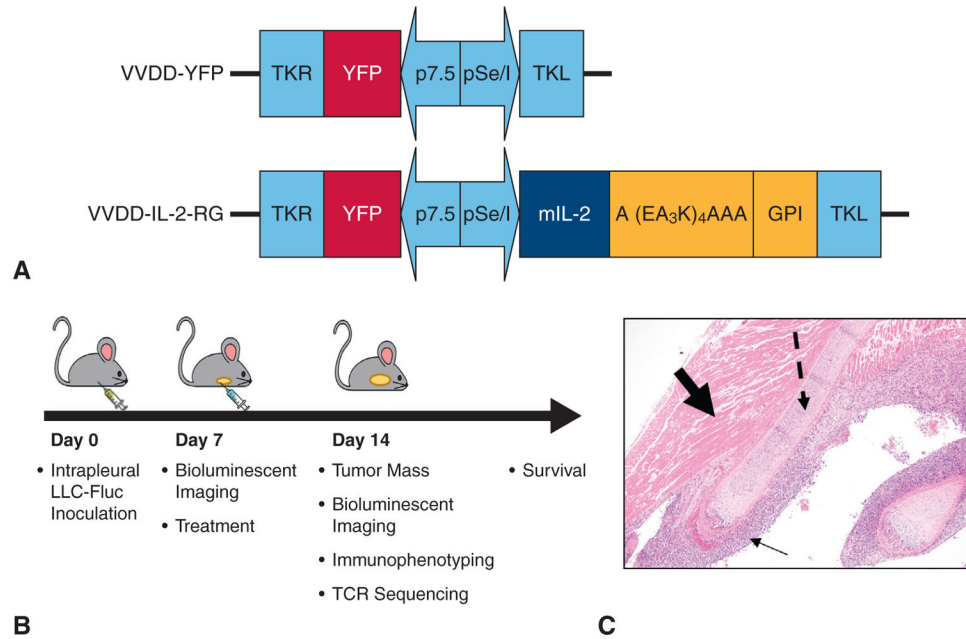 VVDD-YFP
TKR YFP p7.5 pSe/I TKL
VVDD-IL-2-RG
TKR YFP p7.5 pSe/I mIL-2 A (EA₃K)₄AAA GPI TKL
A
Day 0
• Intrapleural
LLC-Fluc
Inoculation
Day 7
• Bioluminescent
Imaging
• Treatment
Day 14
• Tumor Mass
• Bioluminescent
Imaging
• Immunophenotyping
• TCR Sequencing
• Survival
B
C